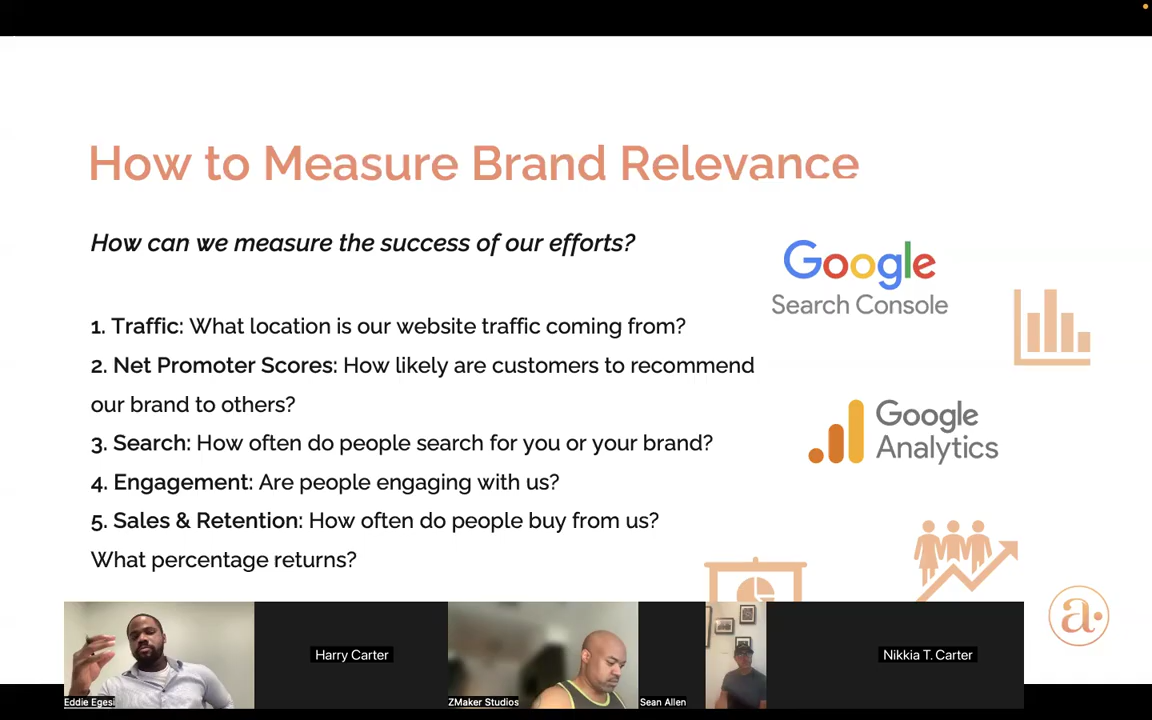 How to Measure Brand Relevance
How can we measure the success of our efforts?
Google
Search Console
1. Traffic: What location is our website traffic coming from?
2. Net Promoter Scores: How likely are customers to recommend
our brand to others?
3. Search: How often do people search for you or your brand?
Google
Analytics
4. Engagement: Are people engaging with us?
5. Sales & Retention: How often do people buy from us?
What percentage returns?
a.
Harry Carter
Nikkia T. Carter
Eddie Egesi
ZMaker Studios
Sean Allen